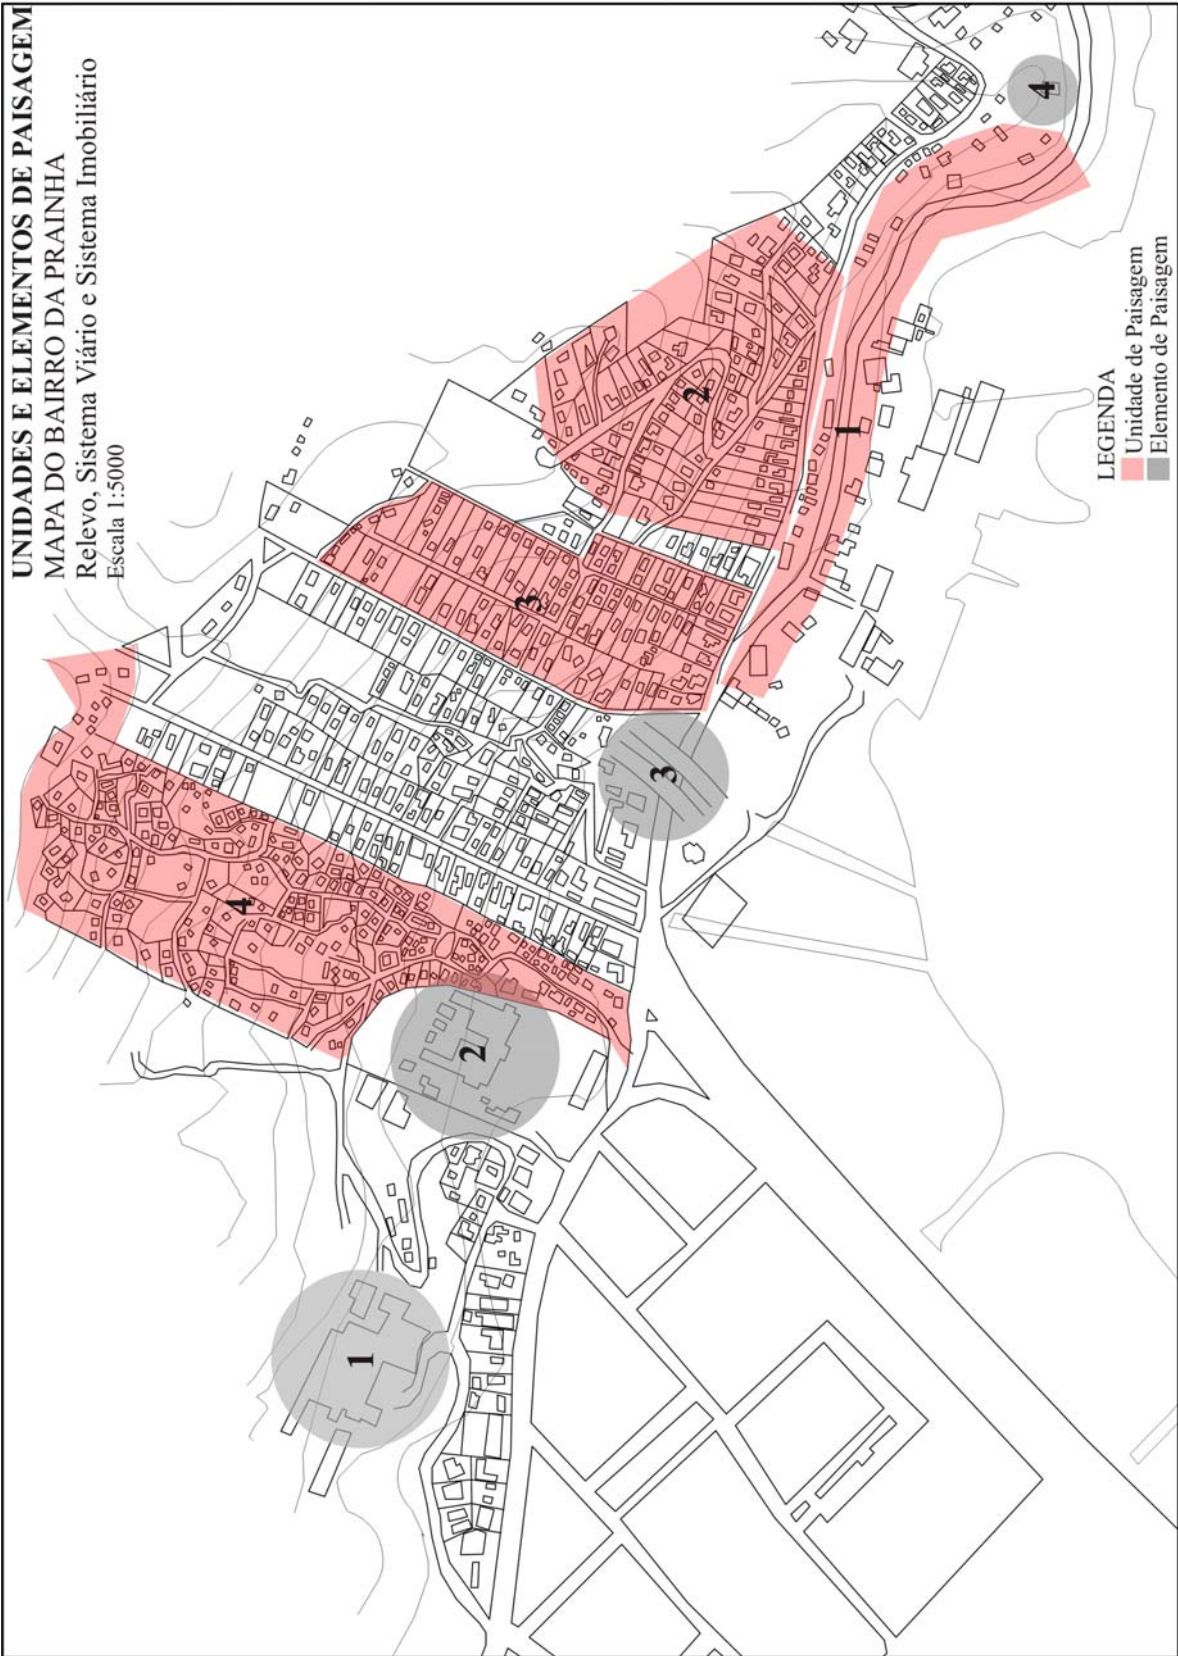 UNIDADES E ELEMENTOS DE PAISAGEM
MAPA DO BAIRRO DA PRAINHA
Relevo, Sistema Viário e Sistema Imobiliário
Escala 1:5000
4
2
1
3
3
4
2
1
LEGENDA
Unidade de Paisagem
Elemento de Paisagem